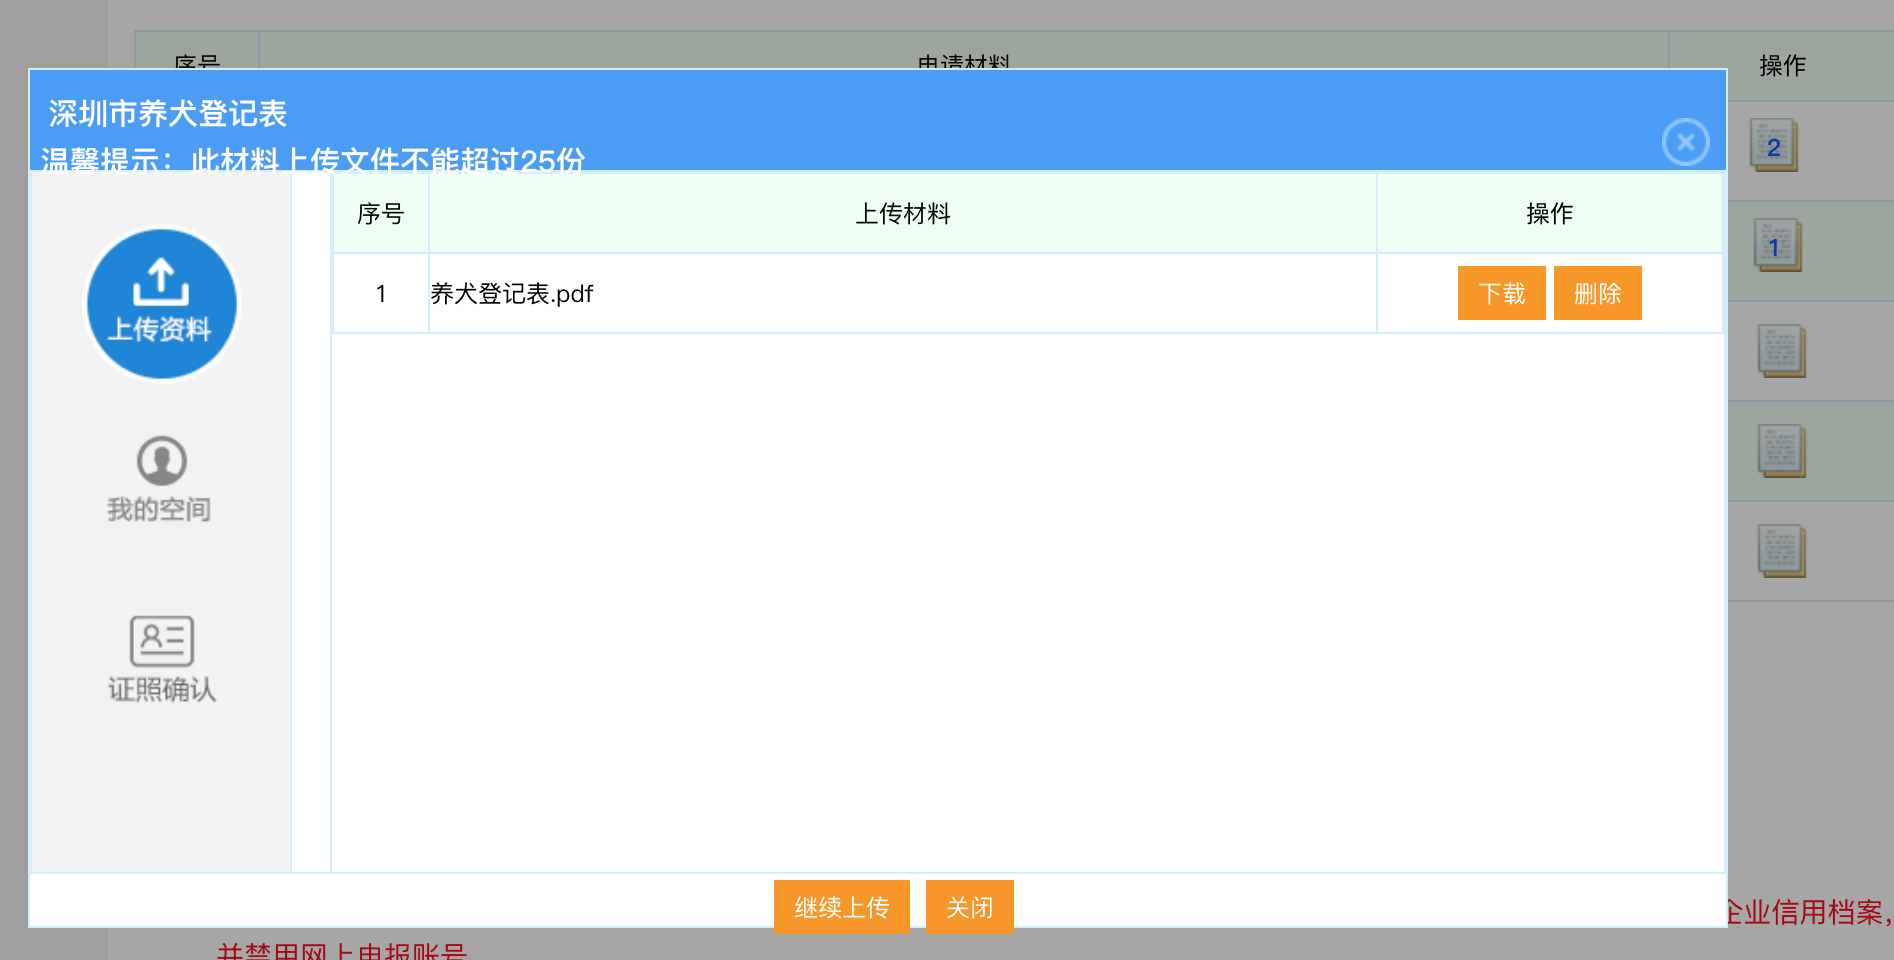 序号 申请材料 操作
深圳市养犬登记表
温馨提示：此材料上传文件不能超过25份
2
序号 上传材料 操作
1
1 养犬登记表.pdf 下载 删除
上传资料
我的空间
证照确认
继续上传 关闭
企业信用档案，
并禁用网上申报账号